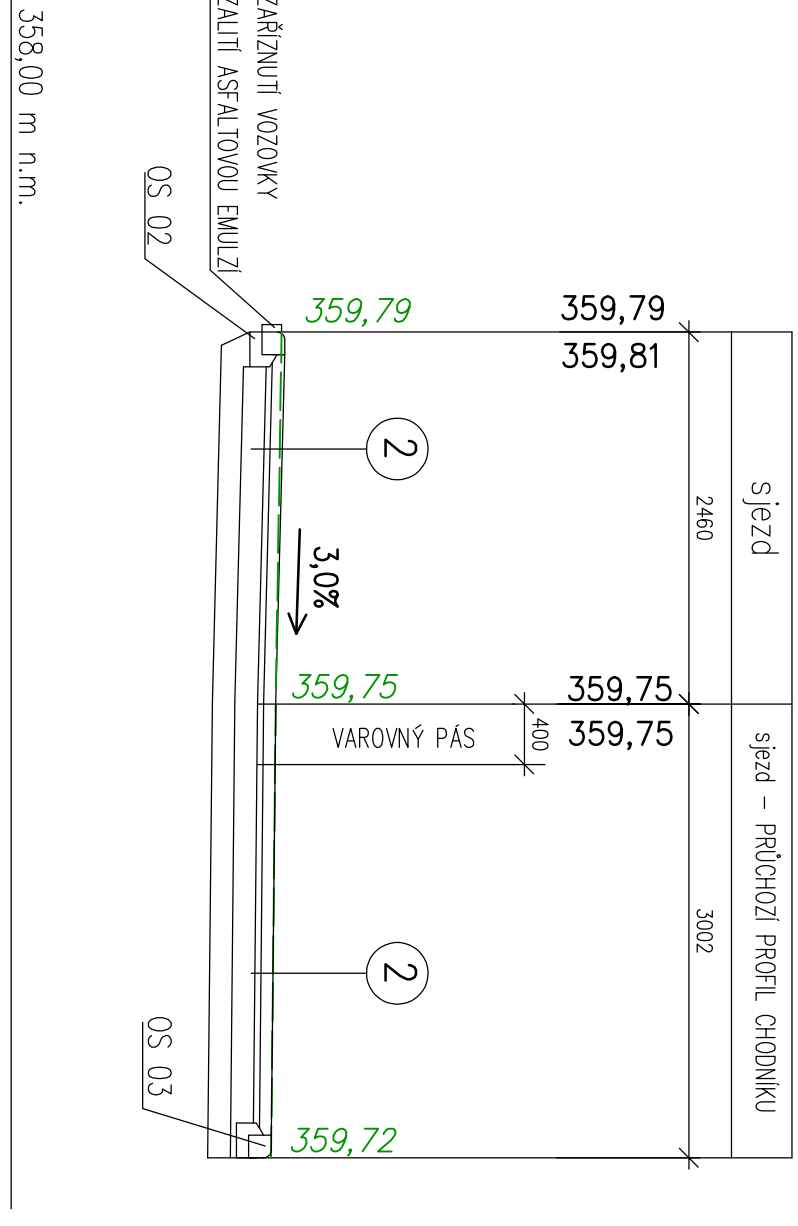 sjezd
sjezd – PRŮCHOZÍ PROFIL CHODNÍKU
2460
3002
359,79
359,81
359,75
359,75
400
VAROVNÝ PÁS
359,79
359,75
359,72
2
2
3,0%
ZAŘÍZNUTÍ VOZOVKY
ZALITÍ ASFALTOVOU EMULZÍ
OS 02
OS 03
358,00 m n.m.